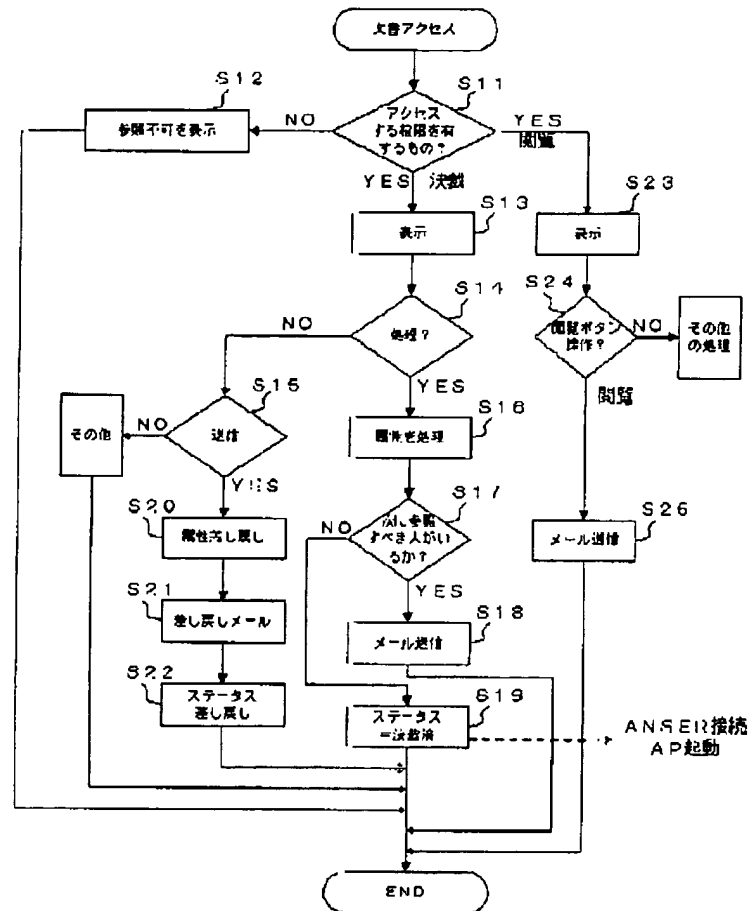 文書アクセス
S12
S11
参照不可を表示
NO
アクセス
する権限を有
するもの?
YES
閲覧
YES 決裁
S23
S13
表示
表示
S14
S24
NO
処理?
閲覧ボタン
操作?
NO
その他
の処理
S15
YES
閲覧
S16
その他
NO
送信
属性を処理
YES
S17
S20
NO
すべき人がい
るか?
S26
属性差し戻し
メール送信
YES
S21
S18
差し戻しメール
メール送信
S22
S19
ステータス
差し戻し
ステータス
=決裁済
ANSER接続
AP起動
END